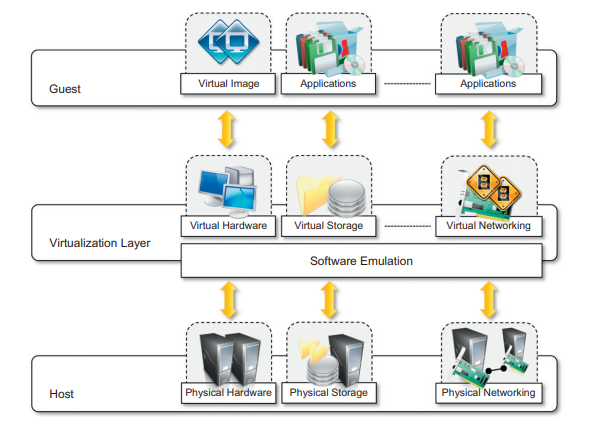 Virtual Image
Applications
Applications
Guest
Virtual Hardware
Virtual Storage
Virtual Networking
Virtualization Layer
Software Emulation
Physical Hardware
Physical Storage
Physical Networking
Host